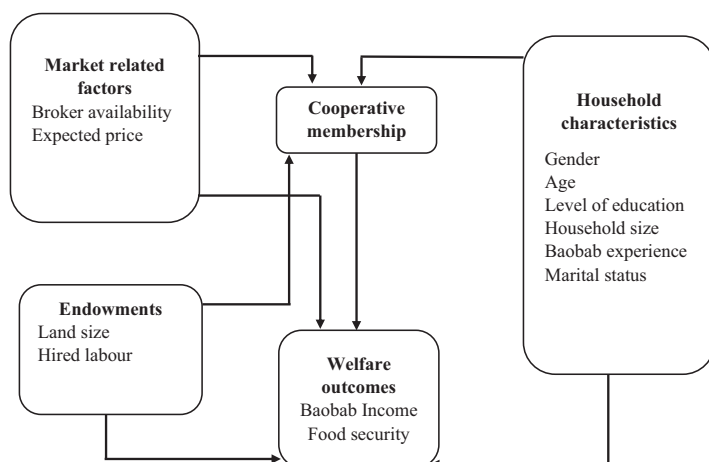 Market related
factors
Broker availability
Expected price
Cooperative
membership
Household
characteristics
Gender
Age
Level of education
Household size
Baobab experience
Marital status
Endowments
Land size
Hired labour
Welfare
outcomes
Baobab Income
Food security